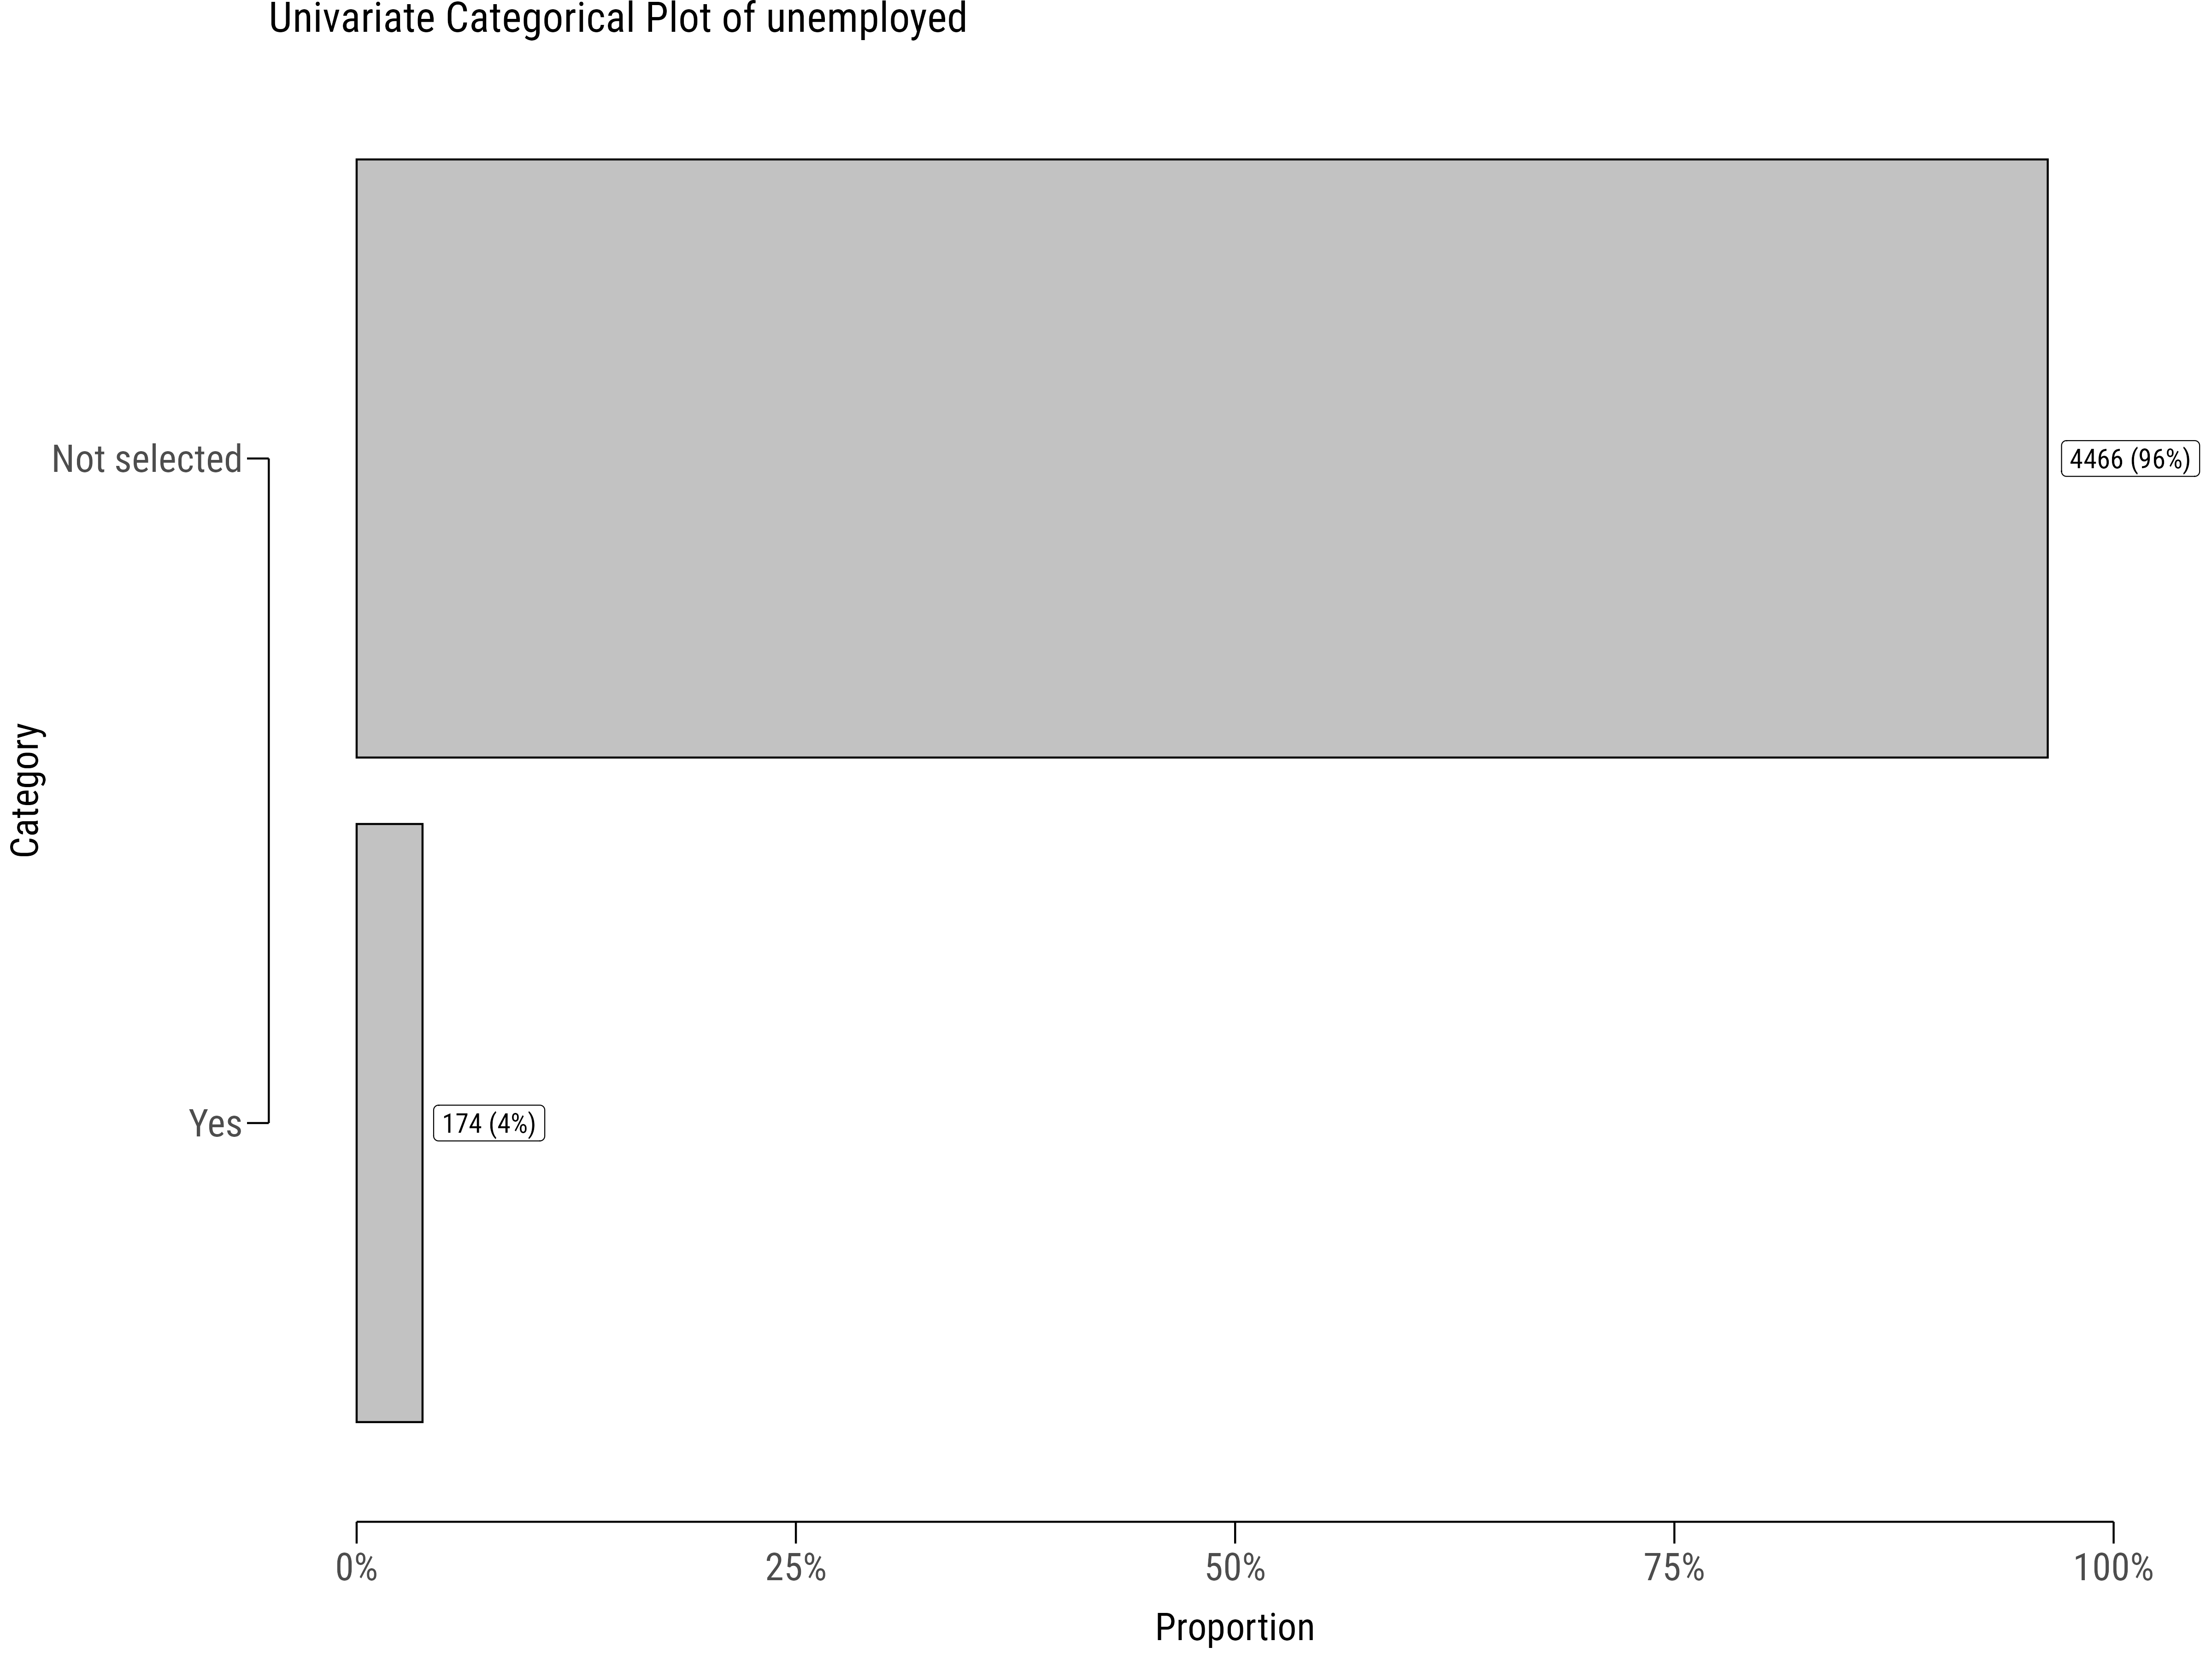 Univariate Categorical Plot of unemployed
Category
Not selected
4466 (96%)
Yes
174 (4%)
0%
25%
50%
75%
100%
Proportion